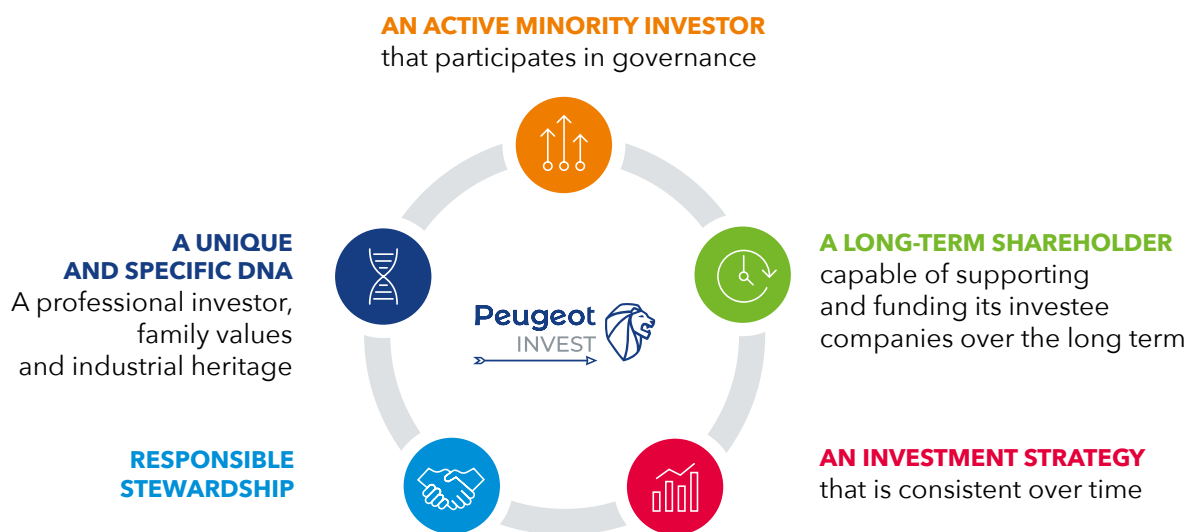 AN ACTIVE MINORITY INVESTOR
that participates in governance
A UNIQUE
AND SPECIFIC DNA
A professional investor,
family values
and industrial heritage
A LONG-TERM SHAREHOLDER
capable of supporting
and funding its investee
companies over the long term
Peugeot
INVEST
RESPONSIBLE
STEWARDSHIP
AN INVESTMENT STRATEGY
that is consistent over time